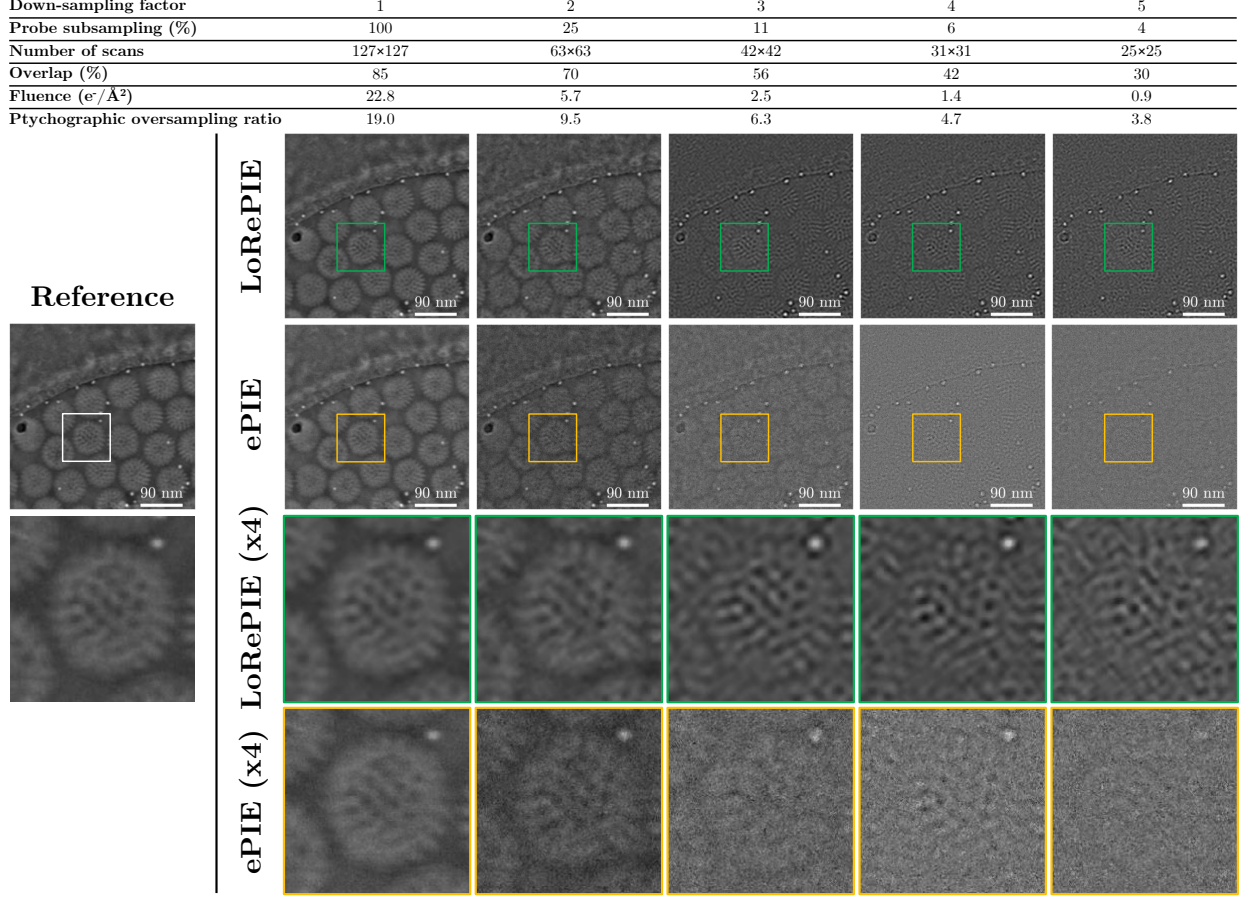 Down-sampling factor 1 2 3 4 5
Probe subsampling (%) 100 25 11 6 4
Number of scans 127×127 63×63 42×42 31×31 25×25
Overlap (%) 85 70 56 42 30
Fluence (e⁻/Å²) 22.8 5.7 2.5 1.4 0.9
Ptychographic oversampling ratio 19.0 9.5 6.3 4.7 3.8
LoRePIE
90 nm 90 nm 90 nm 90 nm 90 nm
Reference
90 nm
ePIE
90 nm 90 nm 90 nm 90 nm 90 nm
LoRePIE (x4)
ePIE (x4)